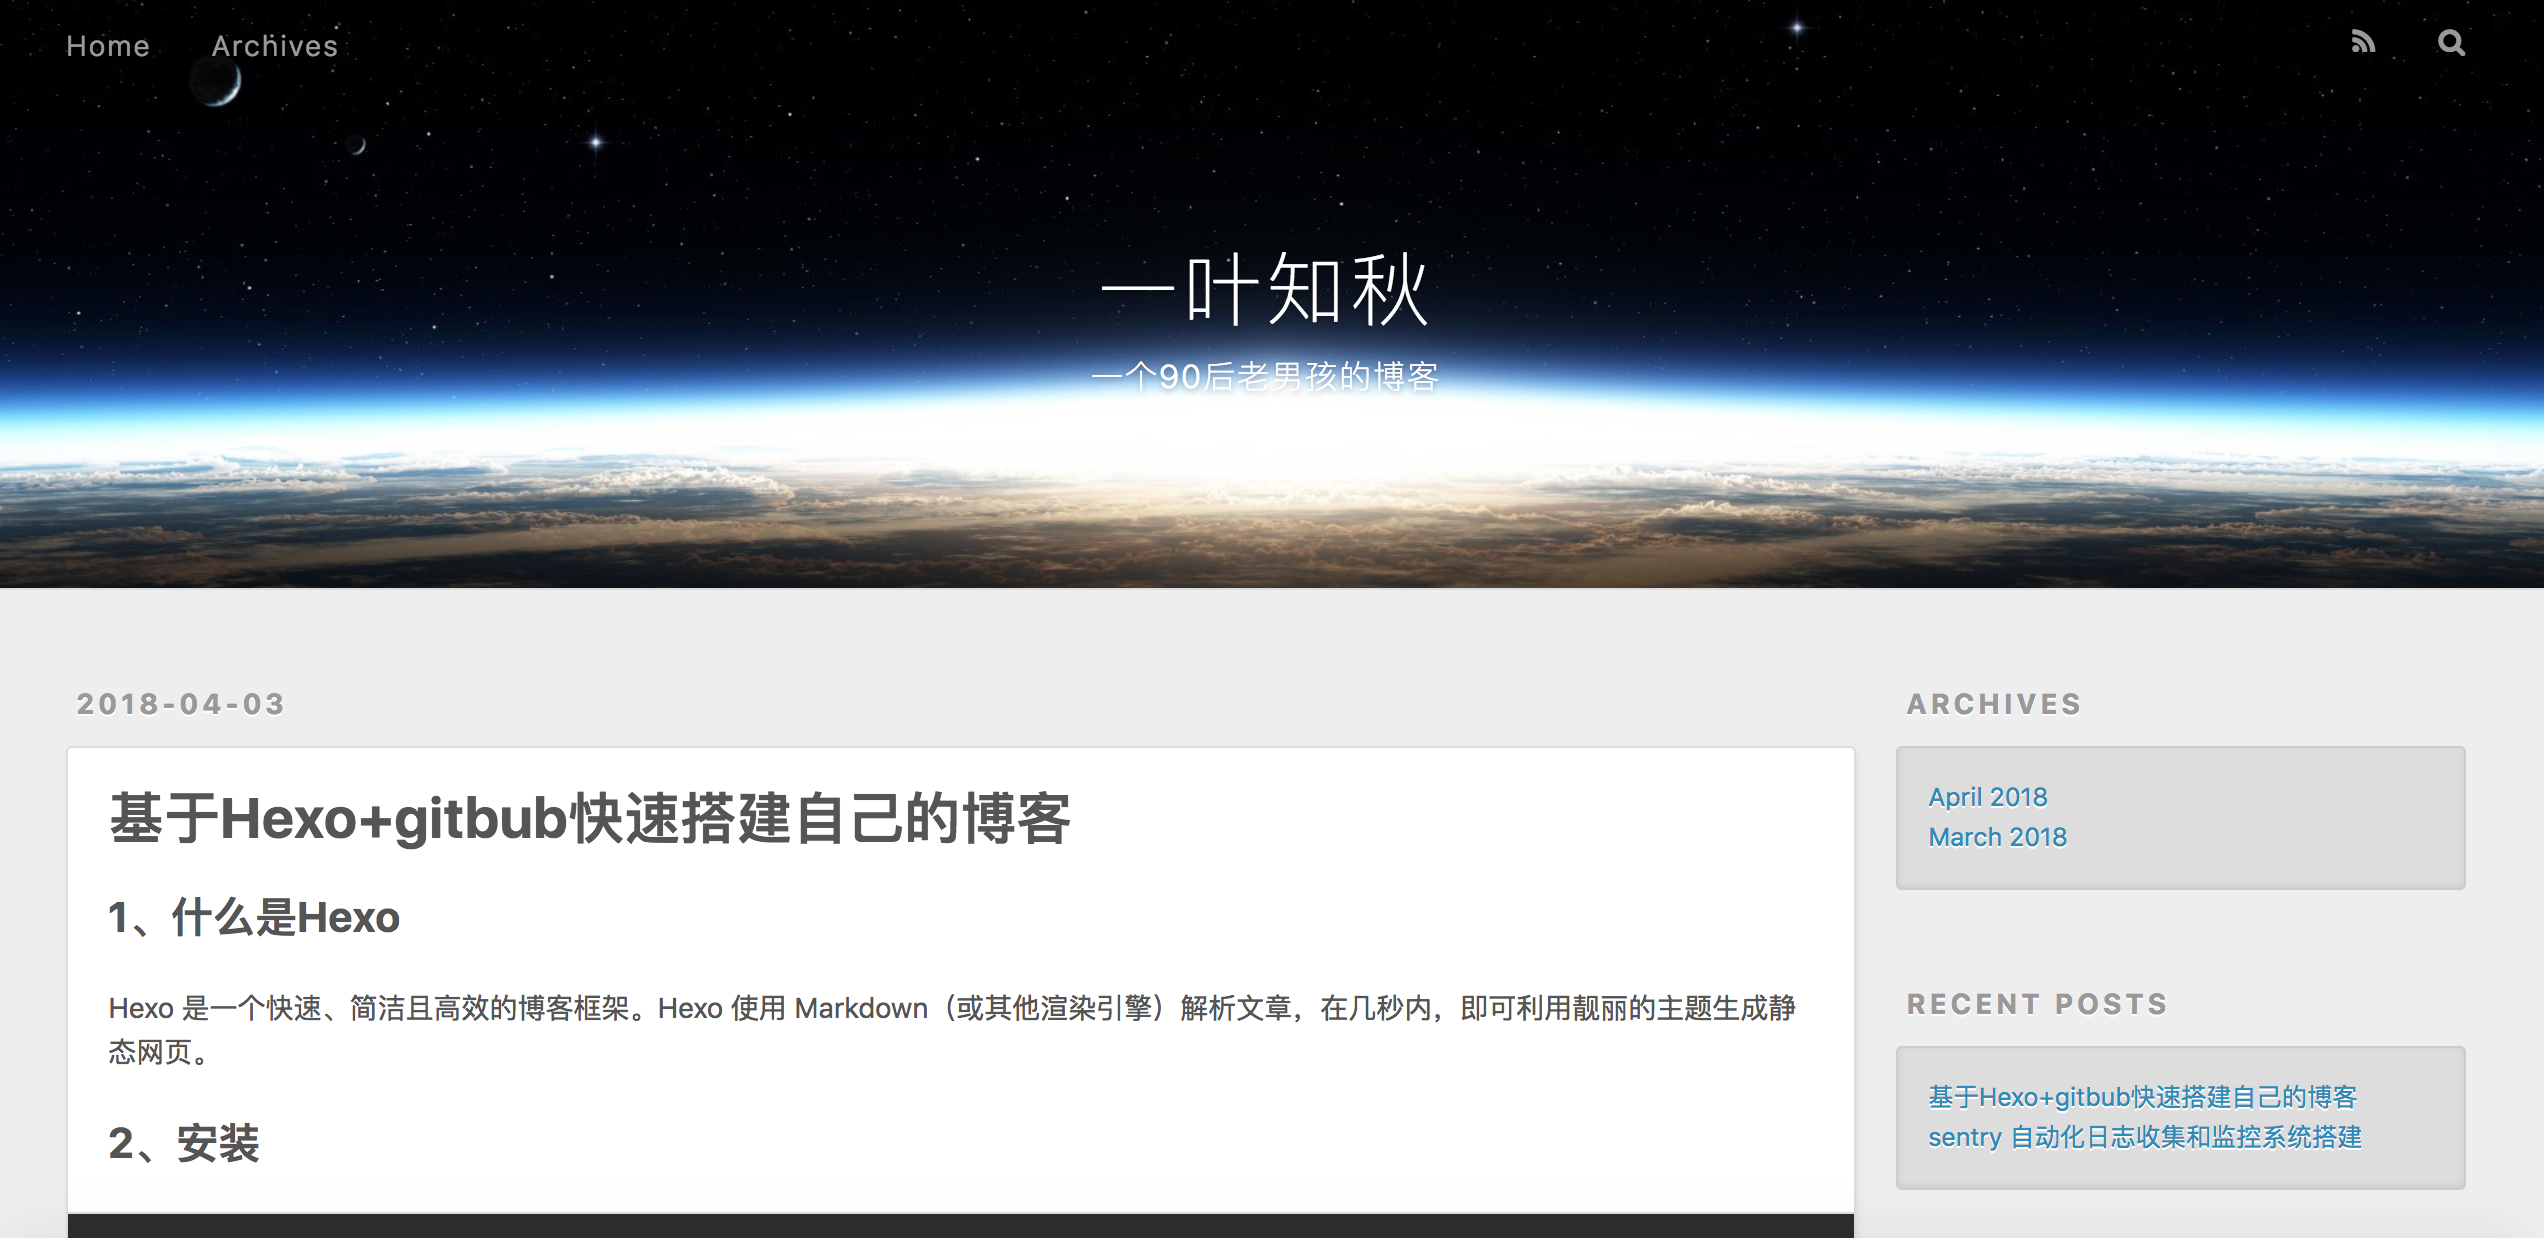 Home Archives
一叶知秋
一个90后老男孩的博客
2018-04-03
基于Hexo+gitbub快速搭建自己的博客
1、什么是Hexo
Hexo 是一个快速、简洁且高效的博客框架。Hexo 使用 Markdown（或其他渲染引擎）解析文章，在几秒内，即可利用靓丽的主题生成静
态网页。
2、安装
ARCHIVES
April 2018
March 2018
RECENT POSTS
基于Hexo+gitbub快速搭建自己的博客
sentry 自动化日志收集和监控系统搭建